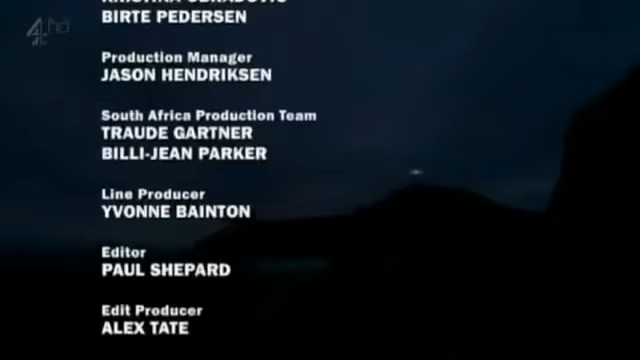 4hd
BIRTE PEDERSEN
Production Manager
JASON HENDRIKSEN
South Africa Production Team
TRAUDE GARTNER
BILLI-JEAN PARKER
Line Producer
YVONNE BAINTON
Editor
PAUL SHEPARD
Edit Producer
ALEX TATE